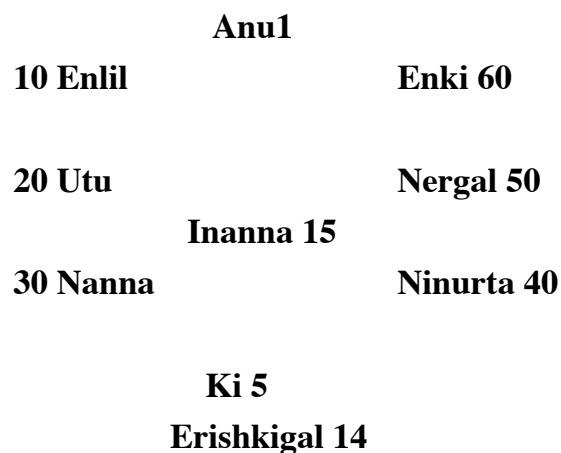 Anu1
10 Enlil Enki 60
20 Utu Nergal 50
Inanna 15
30 Nanna Ninurta 40
Ki 5
Erishkigal 14